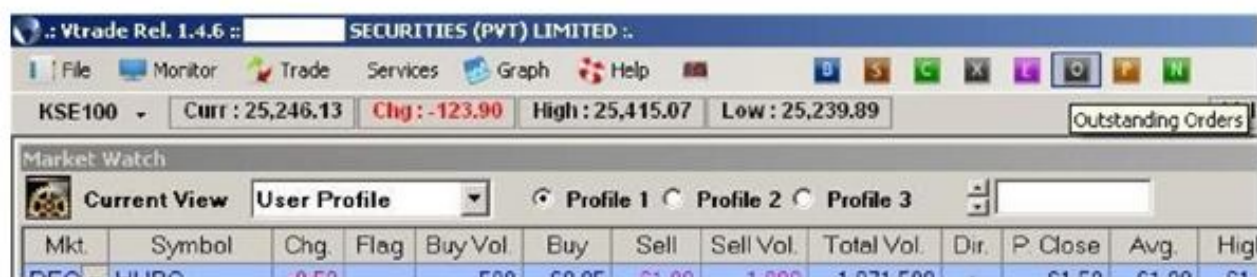 .: Vtrade Rel. 1.4.6 :: SECURITIES (PVT) LIMITED :.
File Monitor Trade Services Graph Help B S C X L O P N
KSE100 Curr : 25,246.13 Chg : -123.90 High : 25,415.07 Low : 25,239.89
Outstanding Orders
Market Watch
Current View User Profile Profile 1 Profile 2 Profile 3
Mkt. Symbol Chg. Flag Buy Vol. Buy Sell Sell Vol. Total Vol. Dir. P. Close Avg. Hig